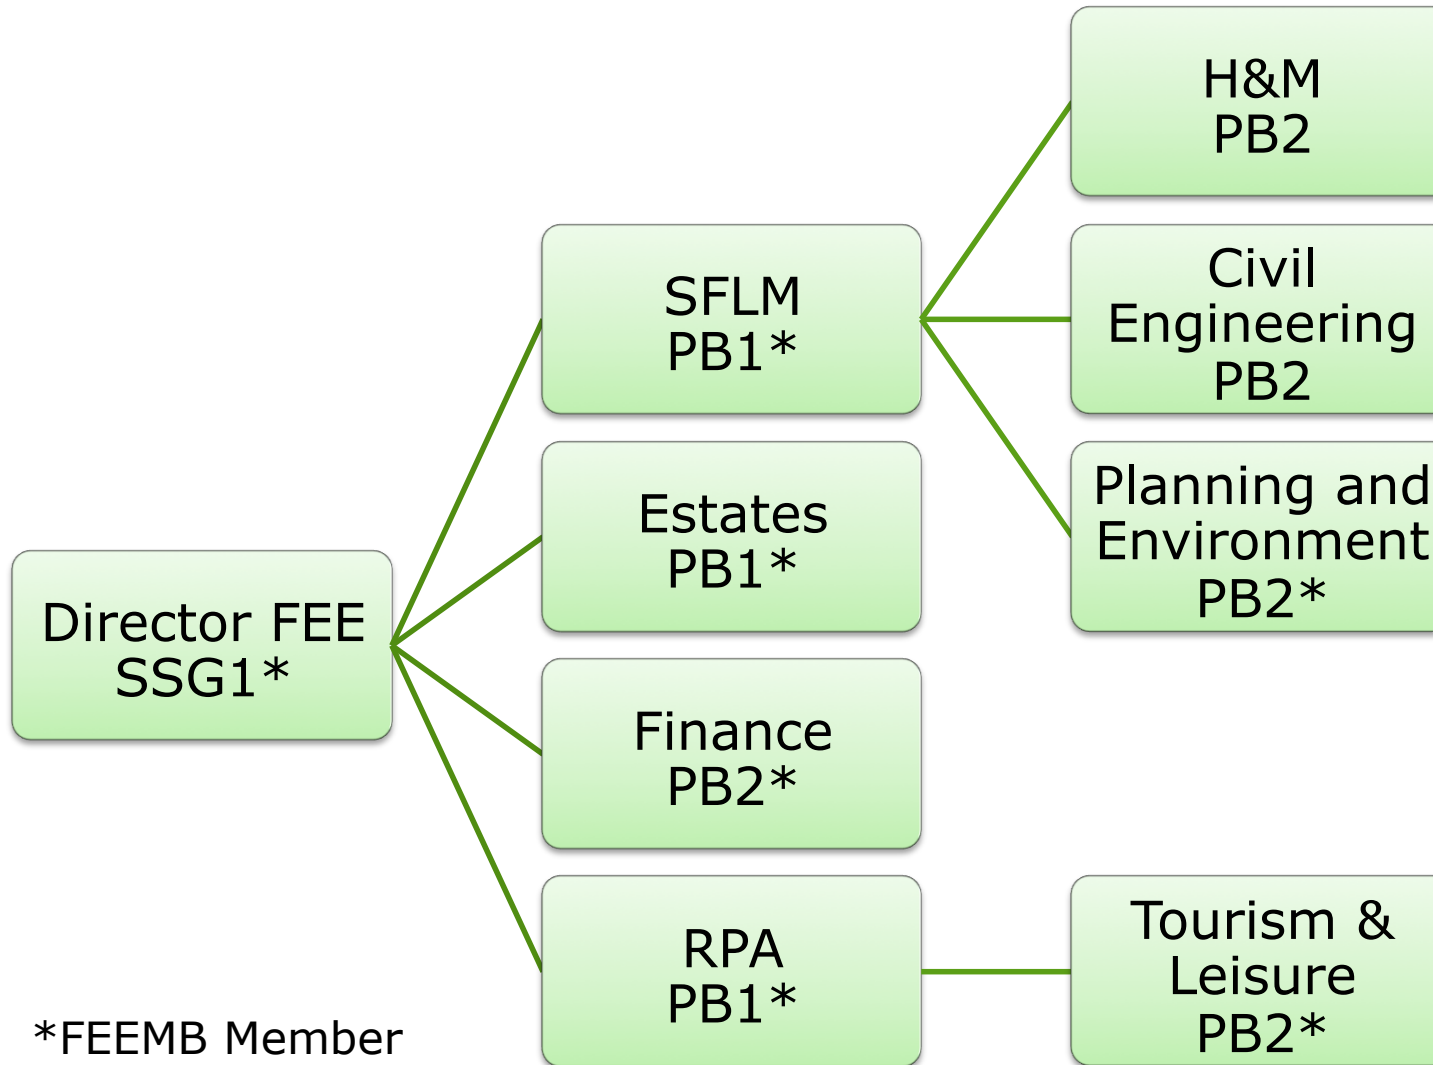 Director FEE
SSG1*
SFLM
PB1*
Estates
PB1*
Finance
PB2*
RPA
PB1*
H&M
PB2
Civil
Engineering
PB2
Planning and
Environment
PB2*
Tourism &
Leisure
PB2*
*FEEMB Member